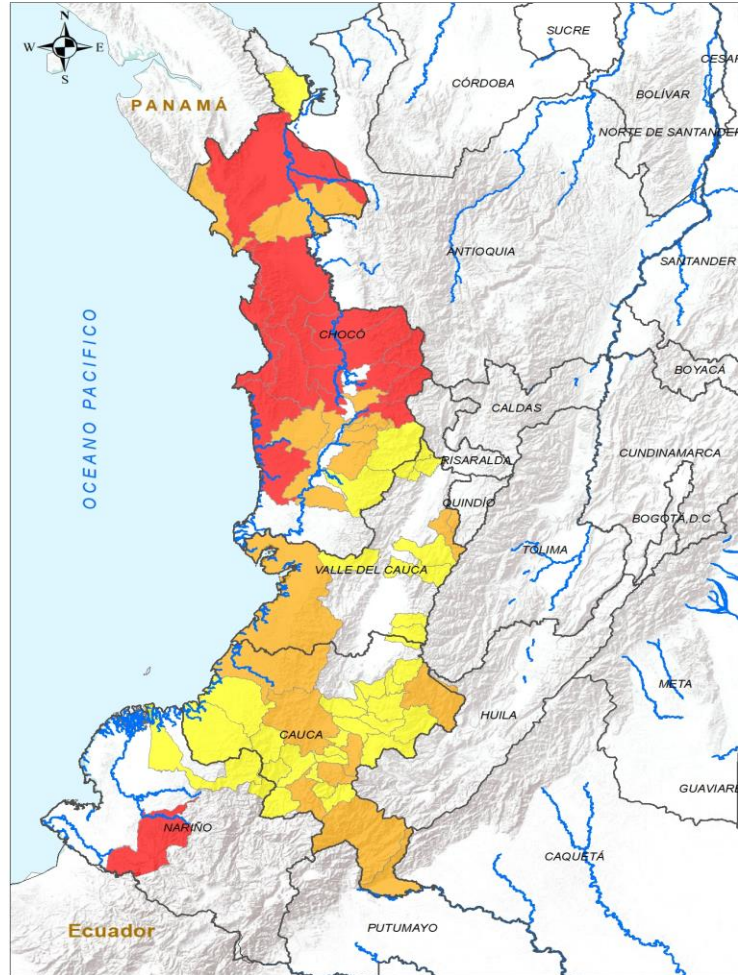 N
W E
S
SUCRE
CESAR
CÓRDOBA
BOLÍVAR
PANAMÁ
NORTE DE SANTANDER
ANTIOQUIA
SANTANDER
OCEANO PACIFICO
CHOCÓ
BOYACÁ
CALDAS
CUNDINAMARCA
RISARALDA
QUINDÍO
BOGOTÁ, D.C
TOLIMA
VALLE DEL CAUCA
META
HUILA
CAUCA
GUAVIARE
NARIÑO
CAQUETÁ
PUTUMAYO
Ecuador